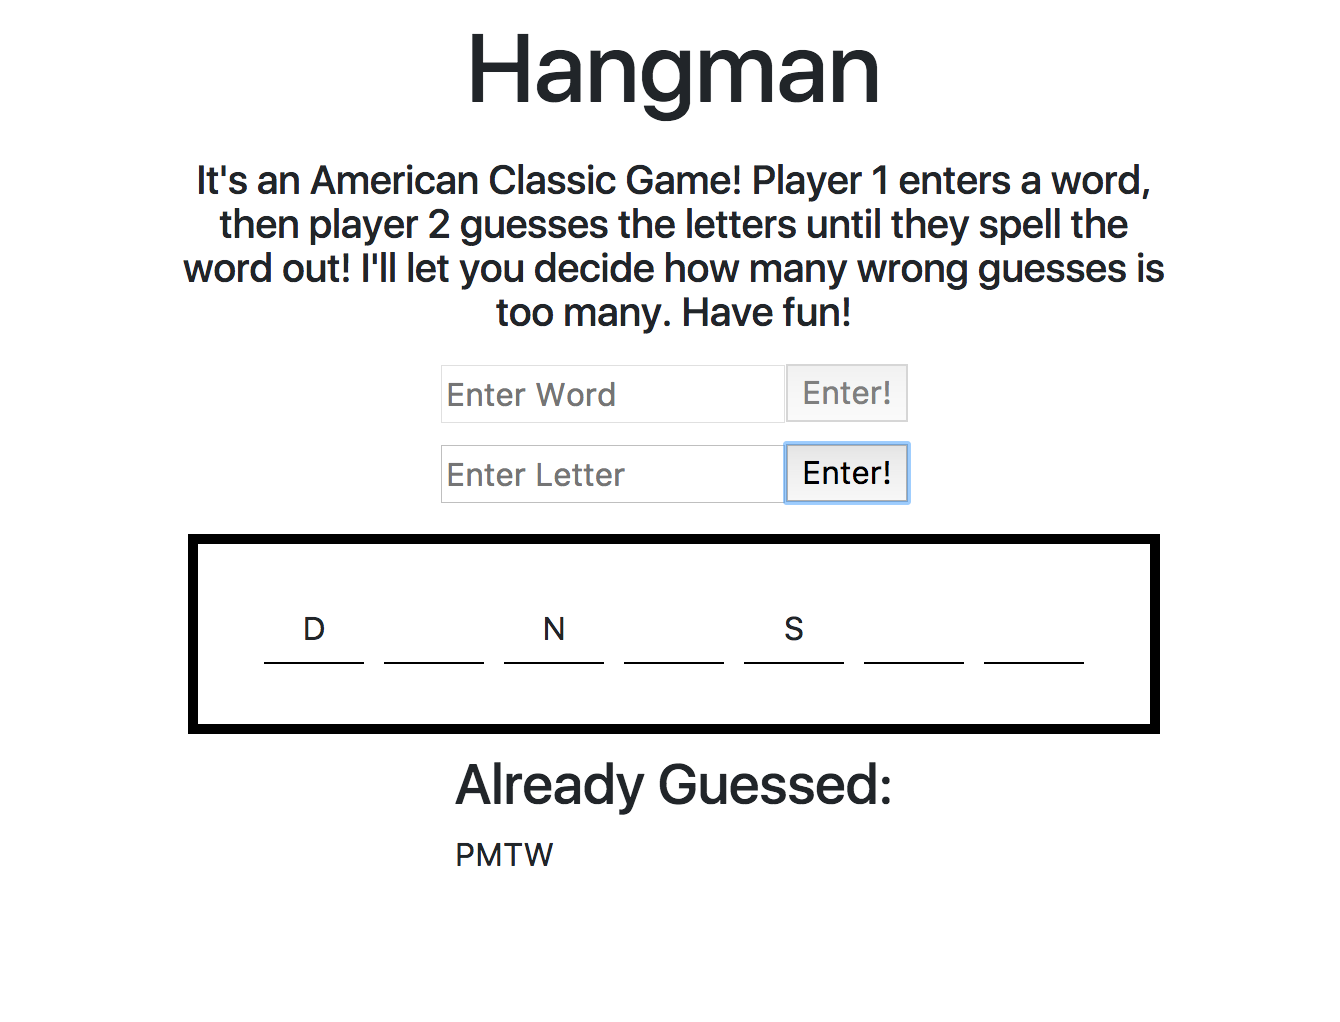 Hangman
It's an American Classic Game! Player 1 enters a word,
then player 2 guesses the letters until they spell the
word out! I'll let you decide how many wrong guesses is
too many. Have fun!
Enter Word Enter!
Enter Letter Enter!
D N S
Already Guessed:
PMTW